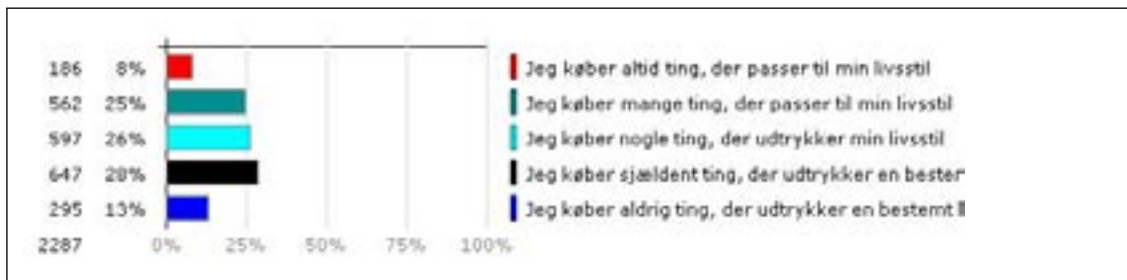 186 8% Jeg køber altid ting, der passer til min livsstil
562 25% Jeg køber mange ting, der passer til min livsstil
597 26% Jeg køber nogle ting, der udtrykker min livsstil
647 28% Jeg køber sjældent ting, der udtrykker en bestem
295 13% Jeg køber aldrig ting, der udtrykker en bestemt
2287 0% 25% 50% 75% 100%